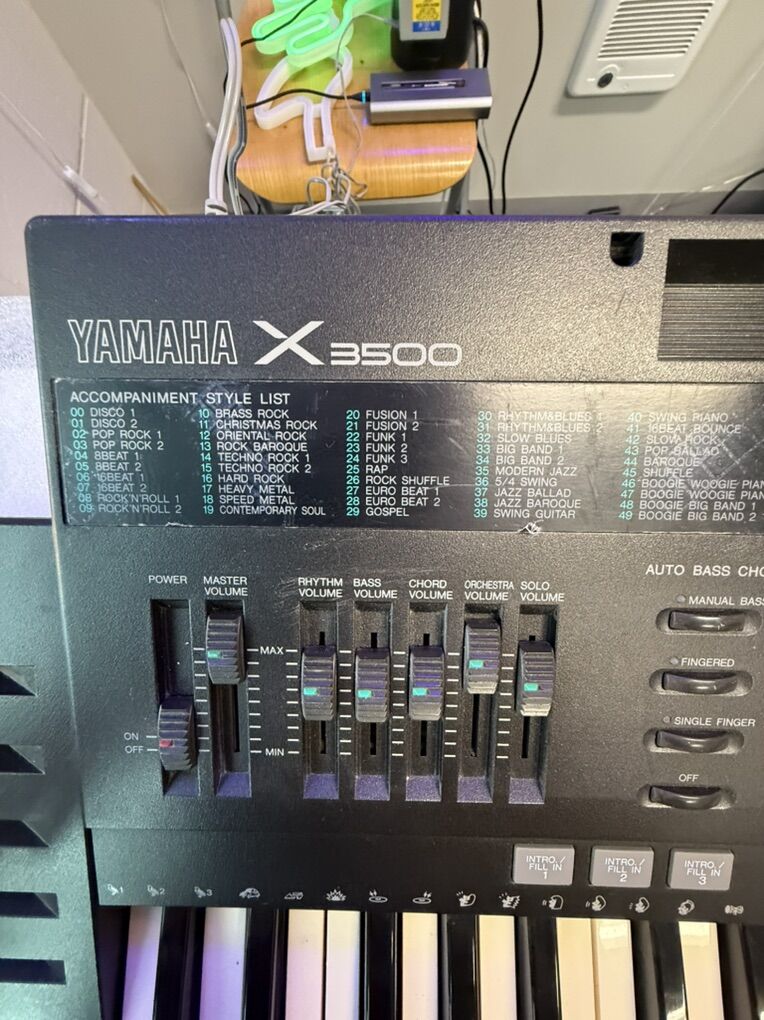 YAMAHA X3500
ACCOMPANIMENT STYLE LIST
00 DISCO 1
01 DISCO 2
02 POP ROCK 1
03 POP ROCK 2
04 8BEAT 1
05 8BEAT 2
06 16BEAT 1
07 16BEAT 2
08 ROCK'N'ROLL 1
09 ROCK'N'ROLL 2
10 BRASS ROCK
11 CHRISTMAS ROCK
12 ORIENTAL ROCK
13 ROCK BAROQUE
14 TECHNO ROCK 1
15 TECHNO ROCK 2
16 HARD ROCK
17 HEAVY METAL
18 SPEED METAL
19 CONTEMPORARY SOUL
20 FUSION 1
21 FUSION 2
22 FUNK 1
23 FUNK 2
24 FUNK 3
25 RAP
26 ROCK SHUFFLE
27 EURO BEAT 1
28 EURO BEAT 2
29 GOSPEL
30 RHYTHM&BLUES 1
31 RHYTHM&BLUES 2
32 SLOW BLUES
33 BIG BAND 1
34 BIG BAND 2
35 MODERN JAZZ
36 5/4 SWING
37 JAZZ BALLAD
38 JAZZ BAROQUE
39 SWING GUITAR
40 SWING PIANO
41 16BEAT BOUNCE
42 SLOW ROCK
43 POP BALLAD
44 BAROQUE
45 SHUFFLE
46 BOOGIE WOOGIE PIAN
47 BOOGIE WOOGIE PIAN
48 BOOGIE BIG BAND 1
49 BOOGIE BIG BAND 2
POWER
ON
OFF
MASTER
VOLUME
MAX
MIN
RHYTHM
VOLUME
BASS
VOLUME
CHORD
VOLUME
ORCHESTRA
VOLUME
SOLO
VOLUME
AUTO BASS CHO
MANUAL BASS
FINGERED
SINGLE FINGER
OFF
INTRO./
FILL IN
1
INTRO./
FILL IN
2
INTRO./
FILL IN
3
1
2
3